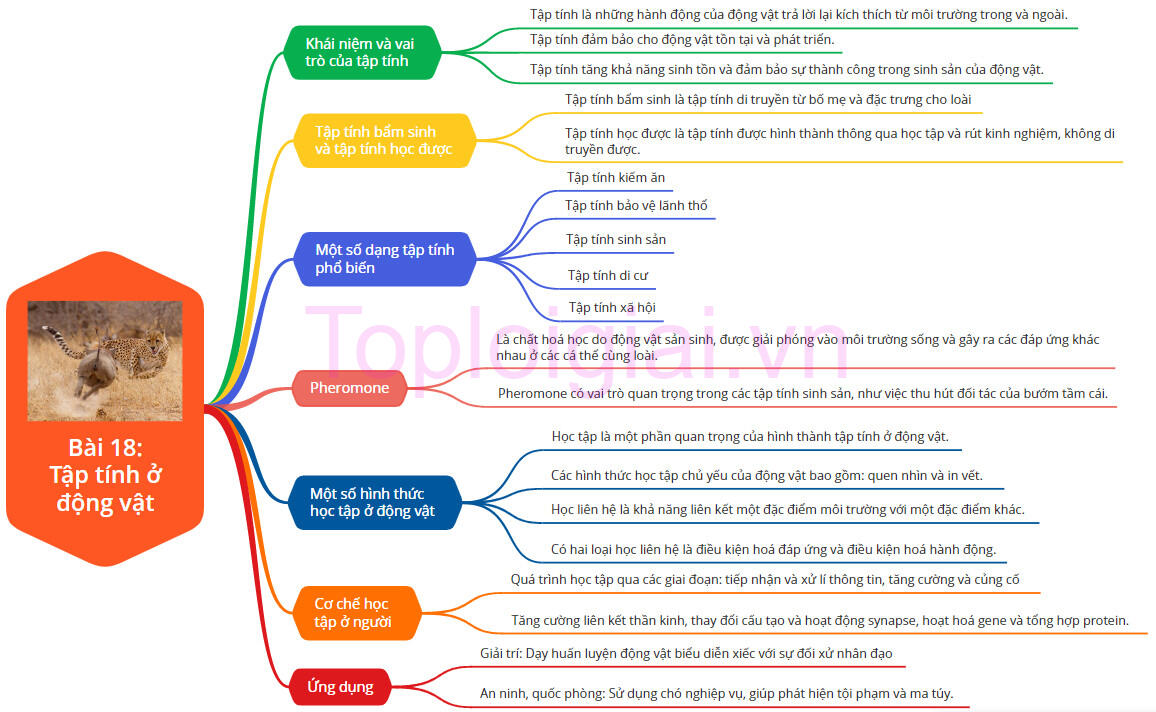 Bài 18:
Tập tính ở
động vật
Khái niệm và vai
trò của tập tính
Tập tính là những hành động của động vật trả lời lại kích thích từ môi trường trong và ngoài.
Tập tính đảm bảo cho động vật tồn tại và phát triển.
Tập tính tăng khả năng sinh tồn và đảm bảo sự thành công trong sinh sản của động vật.
Tập tính bẩm sinh
và tập tính học được
Tập tính bẩm sinh là tập tính di truyền từ bố mẹ và đặc trưng cho loài
Tập tính học được là tập tính được hình thành thông qua học tập và rút kinh nghiệm, không di
truyền được.
Một số dạng tập tính
phổ biến
Tập tính kiếm ăn
Tập tính bảo vệ lãnh thổ
Tập tính sinh sản
Tập tính di cư
Tập tính xã hội
Toploigiai.vn
Pheromone
Là chất hoá học do động vật sản sinh, được giải phóng vào môi trường sống và gây ra các đáp ứng khác
nhau ở các cá thể cùng loài.
Pheromone có vai trò quan trọng trong các tập tính sinh sản, như việc thu hút đối tác của bướm tằm cái.
Một số hình thức
học tập ở động vật
Học tập là một phần quan trọng của hình thành tập tính ở động vật.
Các hình thức học tập chủ yếu của động vật bao gồm: quen nhìn và in vết.
Học liên hệ là khả năng liên kết một đặc điểm môi trường với một đặc điểm khác.
Có hai loại học liên hệ là điều kiện hoá đáp ứng và điều kiện hoá hành động.
Cơ chế học
tập ở người
Quá trình học tập qua các giai đoạn: tiếp nhận và xử lí thông tin, tăng cường và củng cố
Tăng cường liên kết thần kinh, thay đổi cấu tạo và hoạt động synapse, hoạt hoá gene và tổng hợp protein.
Ứng dụng
Giải trí: Dạy huấn luyện động vật biểu diễn xiếc với sự đối xử nhân đạo
An ninh, quốc phòng: Sử dụng chó nghiệp vụ, giúp phát hiện tội phạm và ma túy.